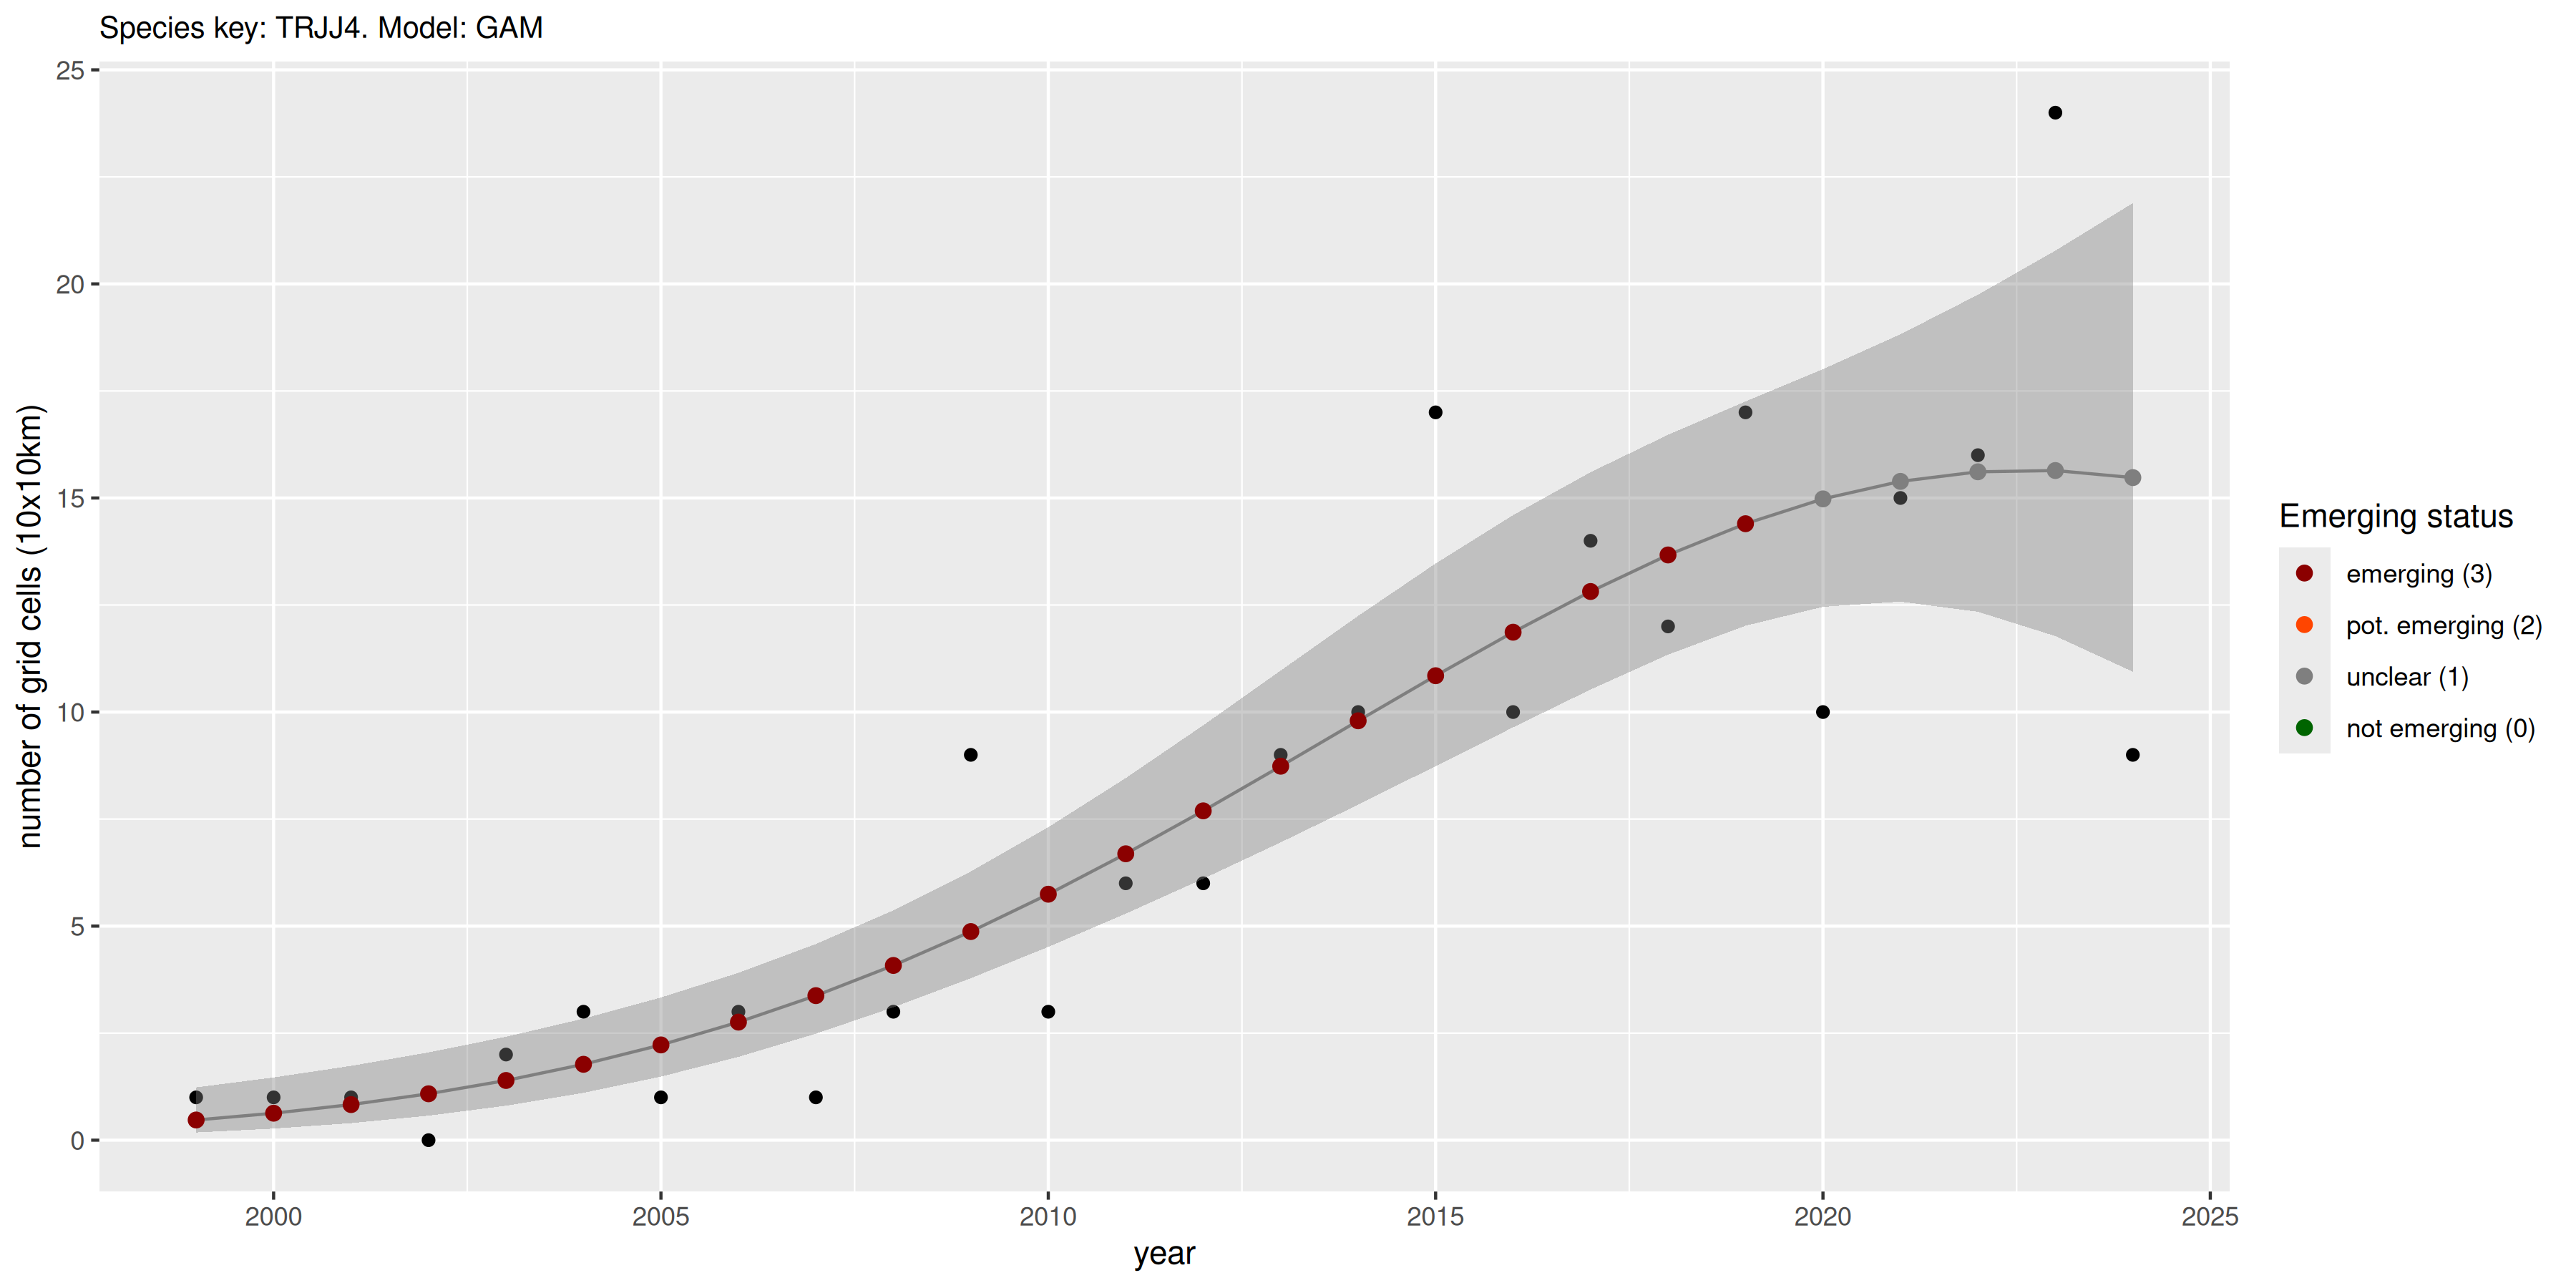 Species key: TRJJ4. Model: GAM
25
20
15
10
5
0
number of grid cells (10x10km)
2000 2005 2010 2015 2020 2025
year
Emerging status
emerging (3)
pot. emerging (2)
unclear (1)
not emerging (0)